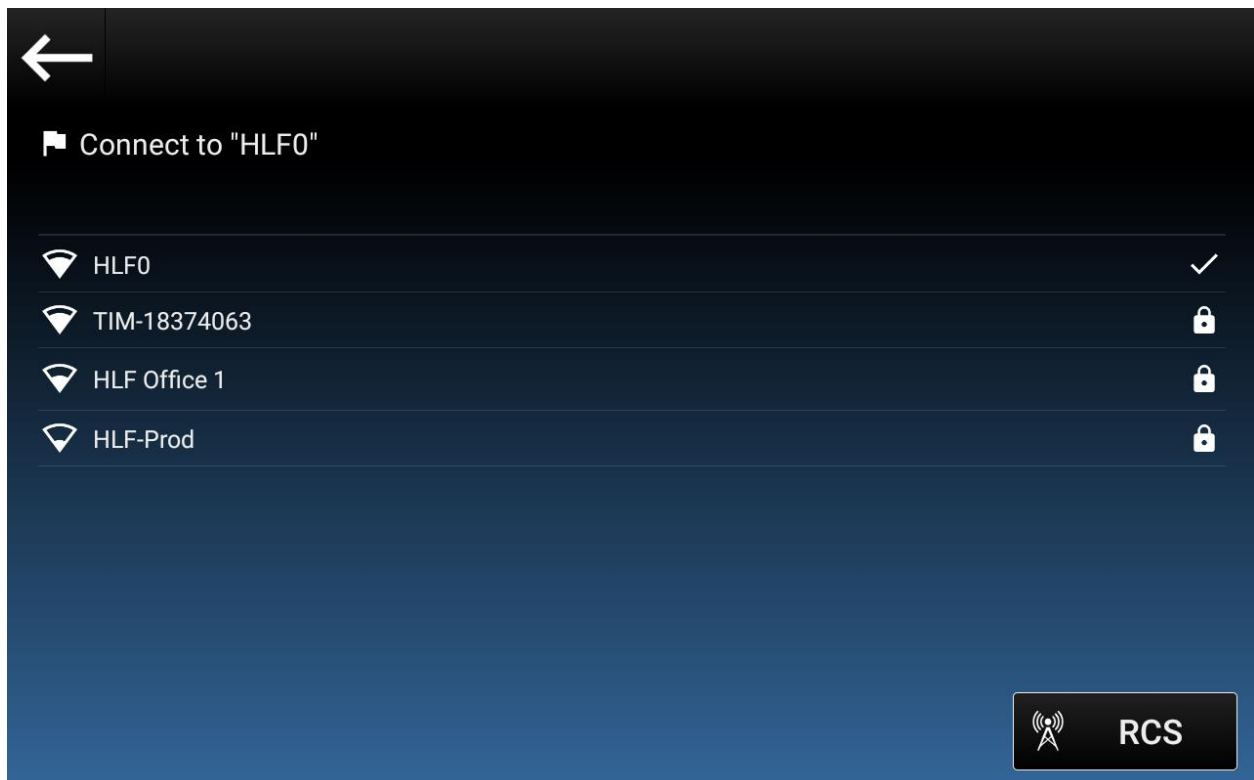 Connect to "HLF0"
HLF0
TIM-18374063
HLF Office 1
HLF-Prod
RCS